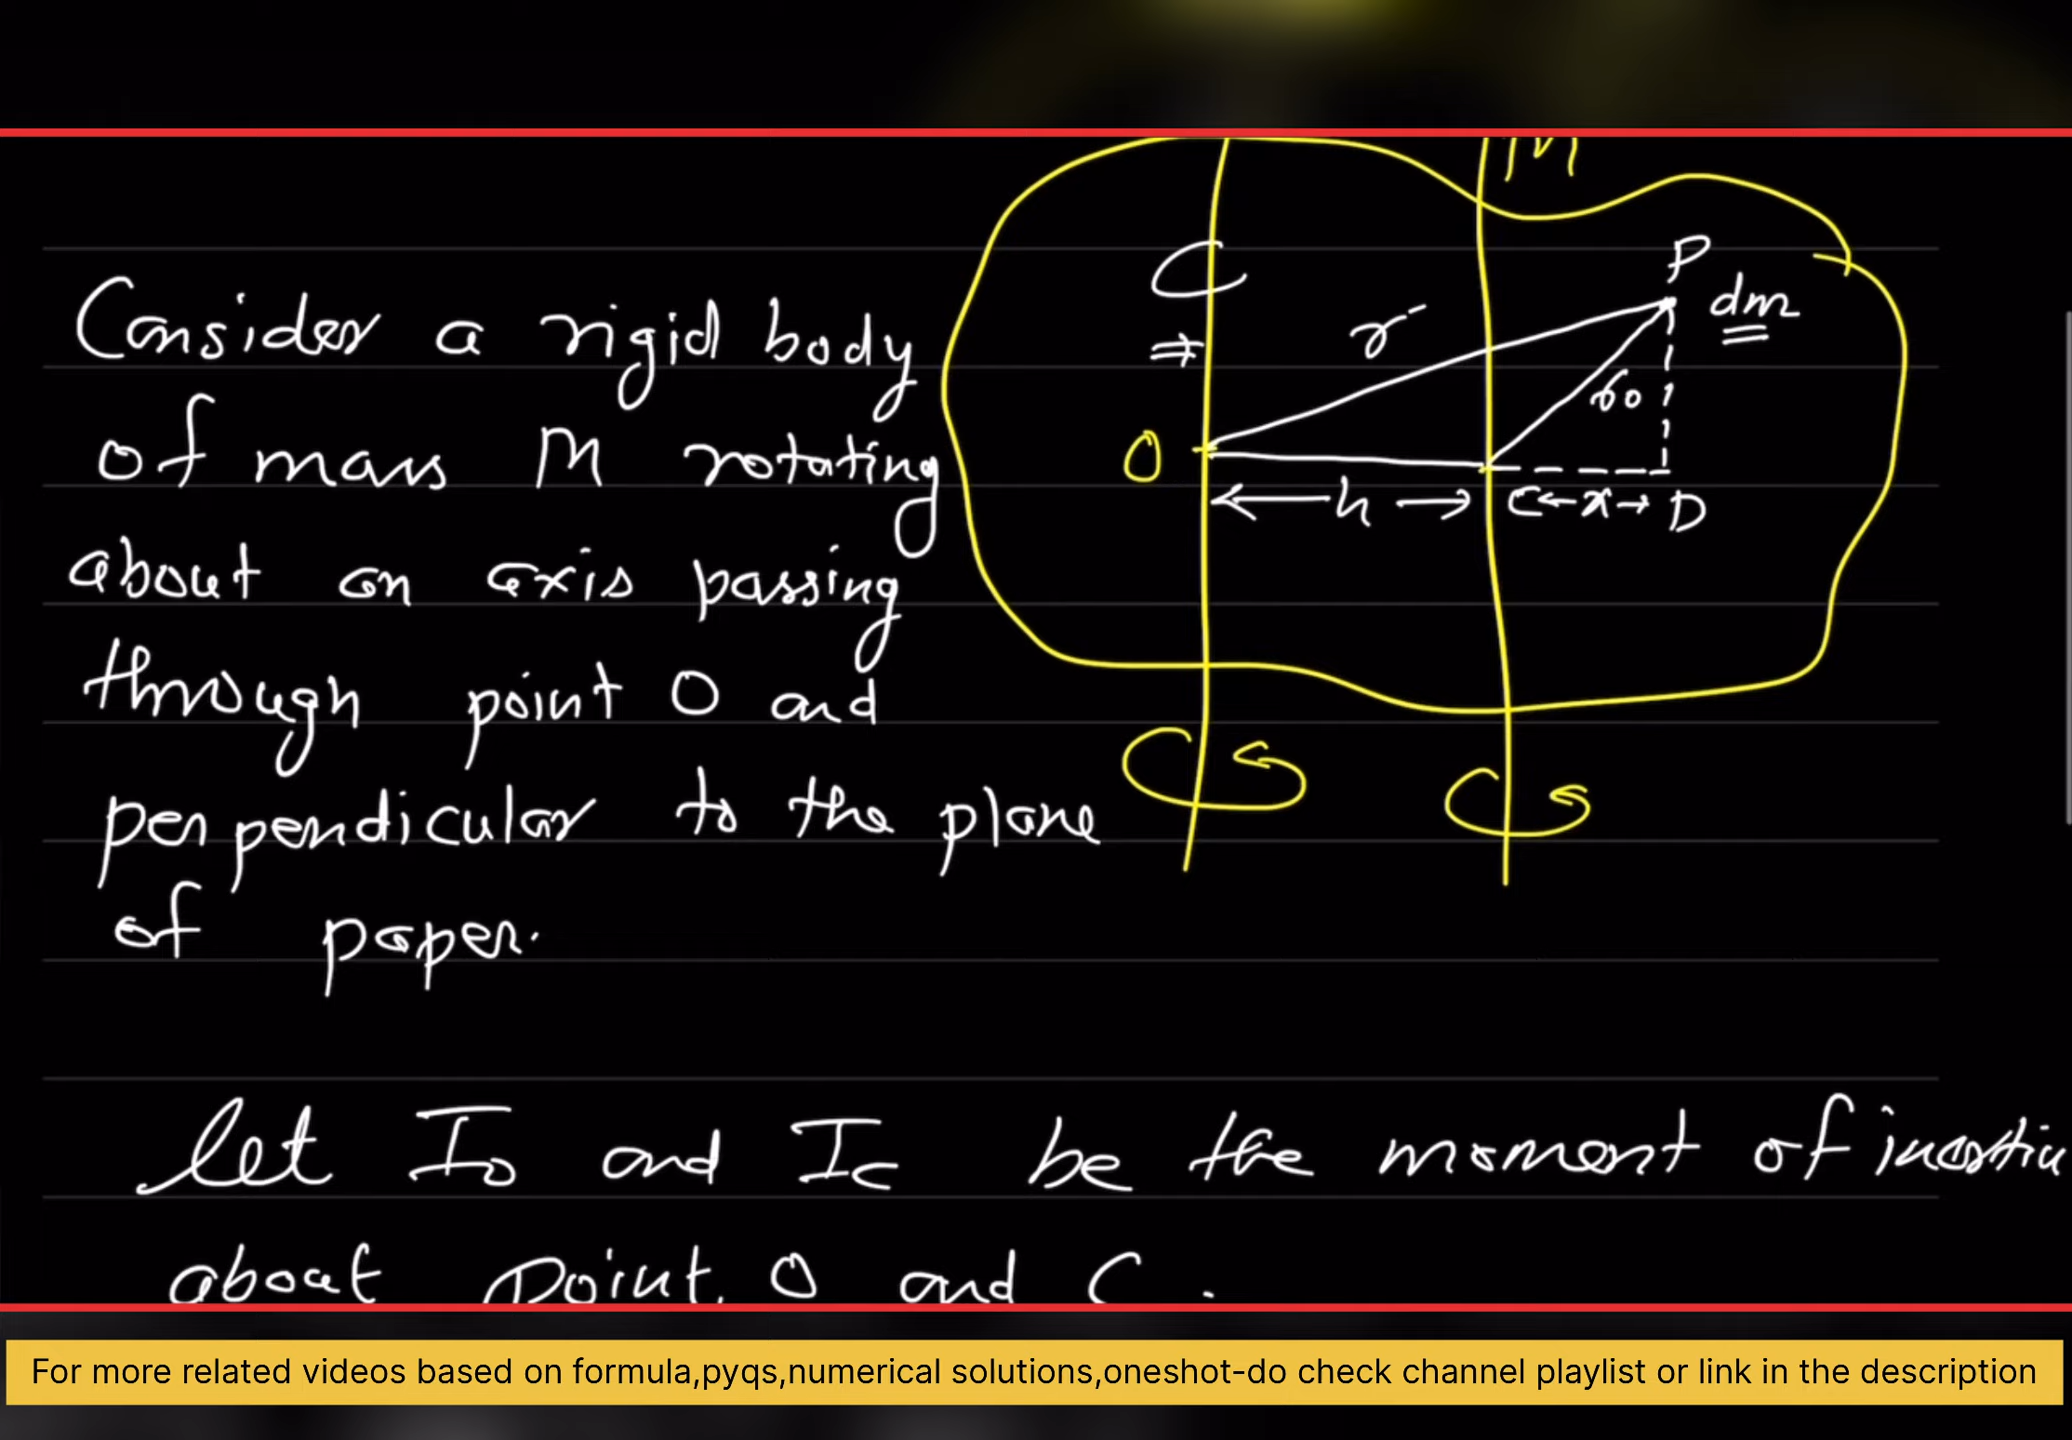 Consider a rigid body
of mass M rotating
about an axis passing
through point O and
perpendicular to the plane
of paper.
M
C
r
P
dm
r₀
O
h
C x D
let I₀ and Ic be the moment of inertia
about point O and C.
For more related videos based on formula,pyqs,numerical solutions,oneshot-do check channel playlist or link in the description